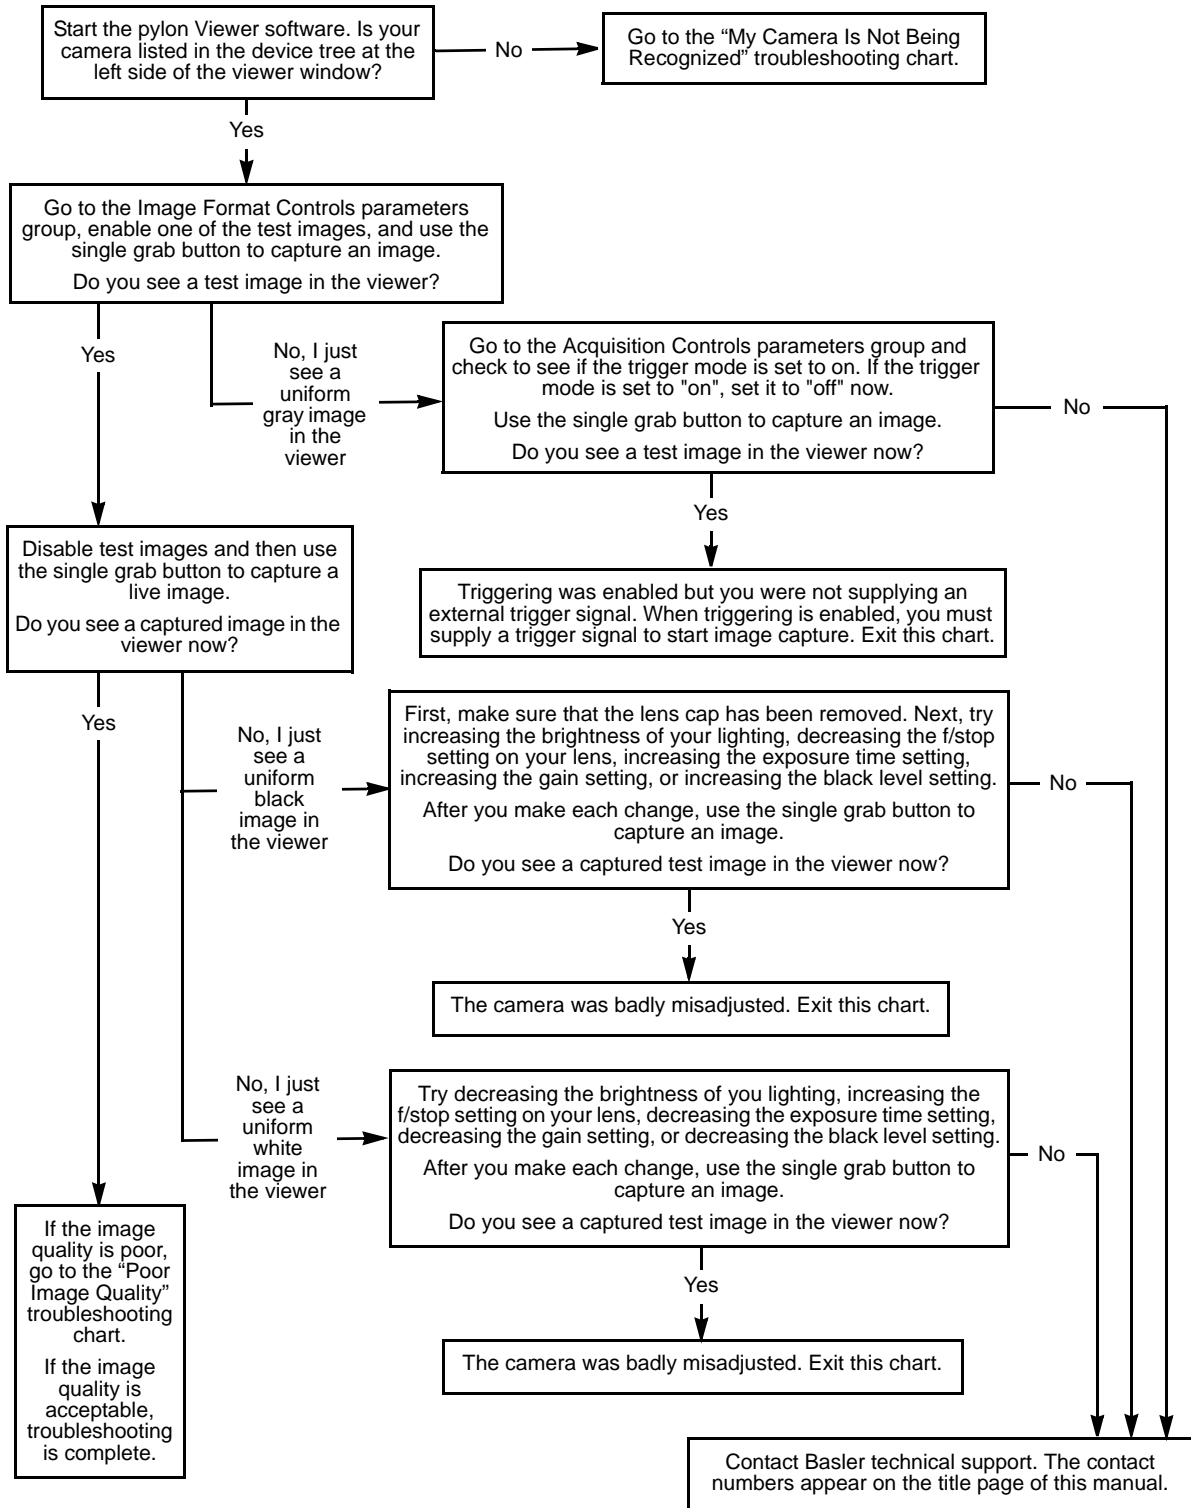 Start the pylon Viewer software. Is your
camera listed in the device tree at the
left side of the viewer window?
No
Go to the “My Camera Is Not Being
Recognized” troubleshooting chart.
Yes
Go to the Image Format Controls parameters
group, enable one of the test images, and use the
single grab button to capture an image.
Do you see a test image in the viewer?
Yes
No, I just
see a
uniform
gray image
in the
viewer
Go to the Acquisition Controls parameters group and
check to see if the trigger mode is set to on. If the trigger
mode is set to "on", set it to "off" now.
Use the single grab button to capture an image.
Do you see a test image in the viewer now?
No
Yes
Triggering was enabled but you were not supplying an
external trigger signal. When triggering is enabled, you must
supply a trigger signal to start image capture. Exit this chart.
Disable test images and then use
the single grab button to capture a
live image.
Do you see a captured image in the
viewer now?
Yes
No, I just
see a
uniform
black
image in
the viewer
First, make sure that the lens cap has been removed. Next, try
increasing the brightness of your lighting, decreasing the f/stop
setting on your lens, increasing the exposure time setting,
increasing the gain setting, or increasing the black level setting.
After you make each change, use the single grab button to
capture an image.
Do you see a captured test image in the viewer now?
No
Yes
The camera was badly misadjusted. Exit this chart.
No, I just
see a
uniform
white
image in
the viewer
Try decreasing the brightness of you lighting, increasing the
f/stop setting on your lens, decreasing the exposure time setting,
decreasing the gain setting, or decreasing the black level setting.
After you make each change, use the single grab button to
capture an image.
Do you see a captured test image in the viewer now?
No
Yes
The camera was badly misadjusted. Exit this chart.
If the image
quality is poor,
go to the “Poor
Image Quality”
troubleshooting
chart.
If the image
quality is
acceptable,
troubleshooting
is complete.
Contact Basler technical support. The contact
numbers appear on the title page of this manual.